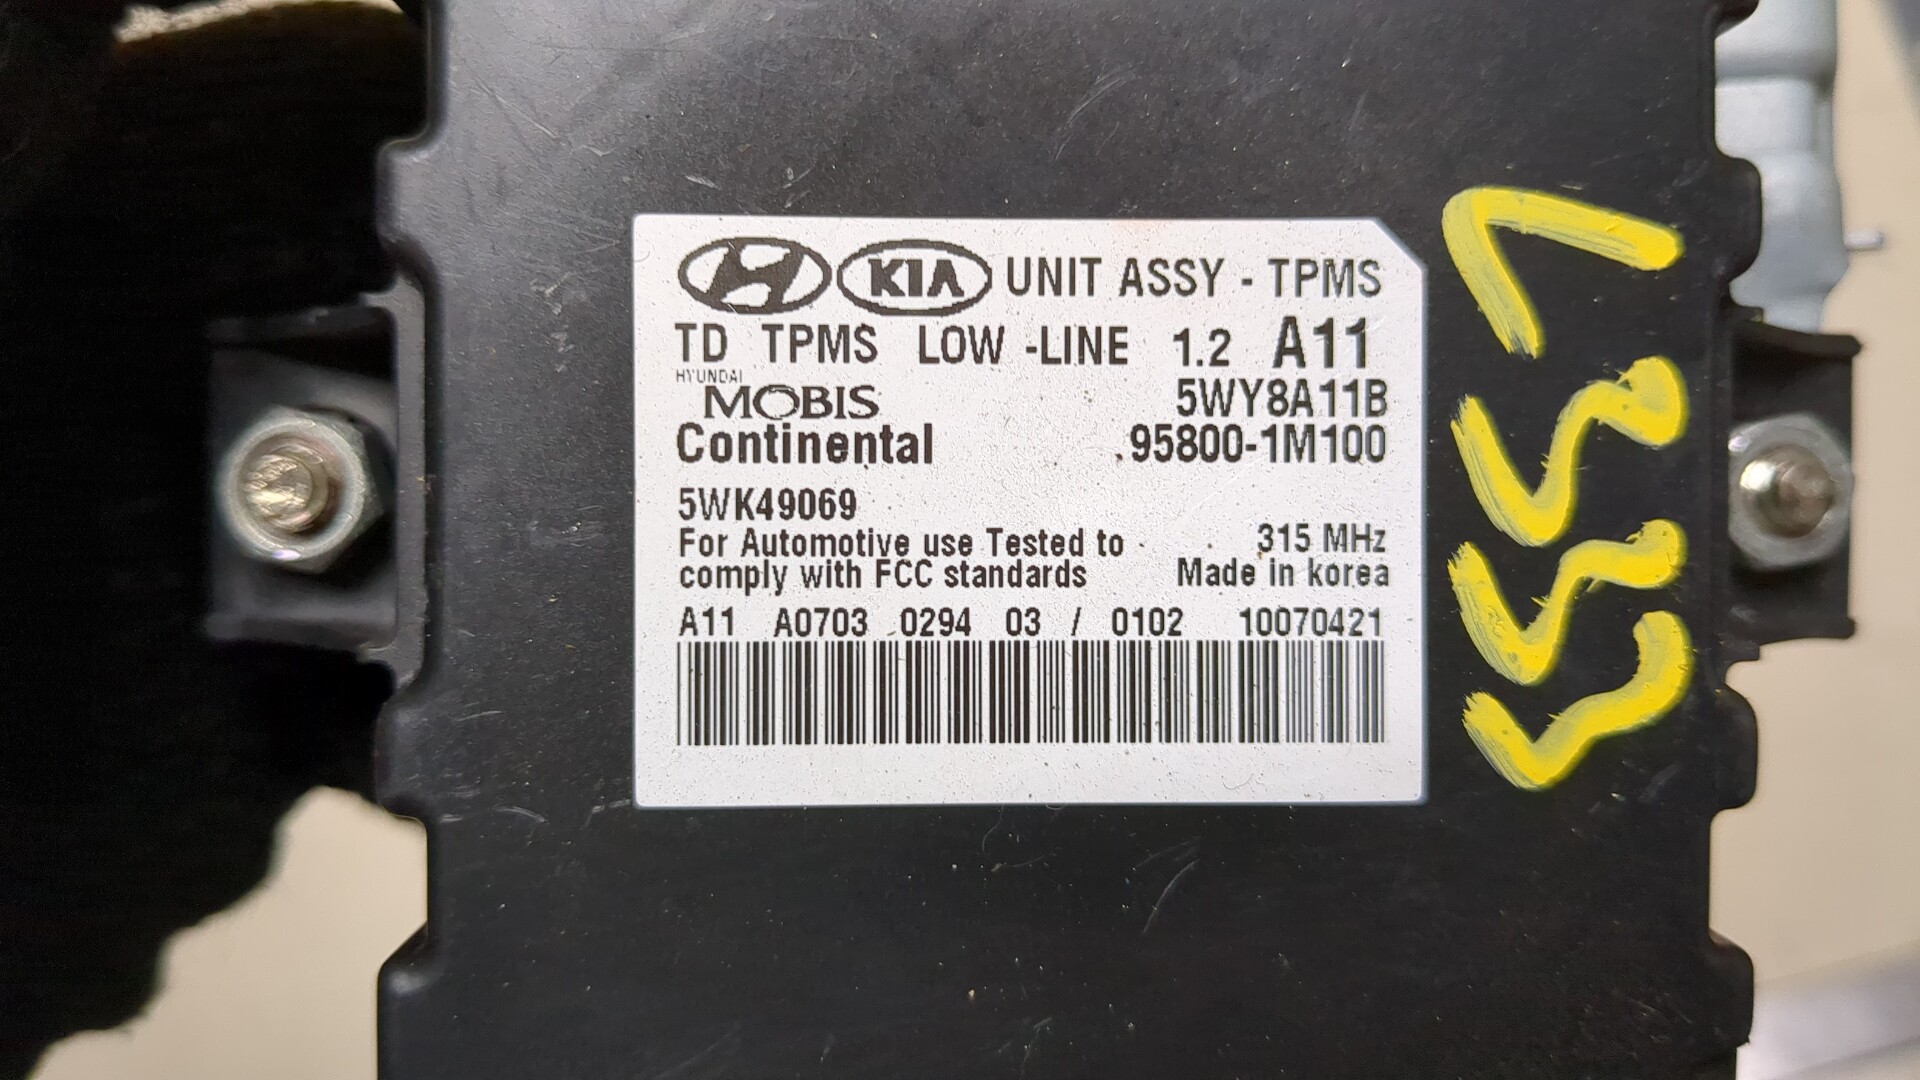 KIA UNIT ASSY - TPMS
TD TPMS LOW -LINE 1.2 A11
HYUNDAI
MOBIS 5WY8A11B
Continental 95800-1M100
5WK49069
For Automotive use Tested to 315 MHz
comply with FCC standards Made in korea
A11 A0703 0294 03 / 0102 10070421